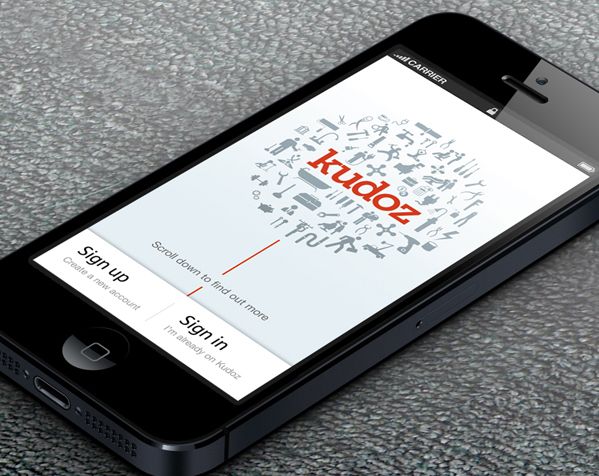 CARRIER
kudoz
Scroll down to find out more
Sign up
Create a new account
Sign in
I'm already on Kudoz